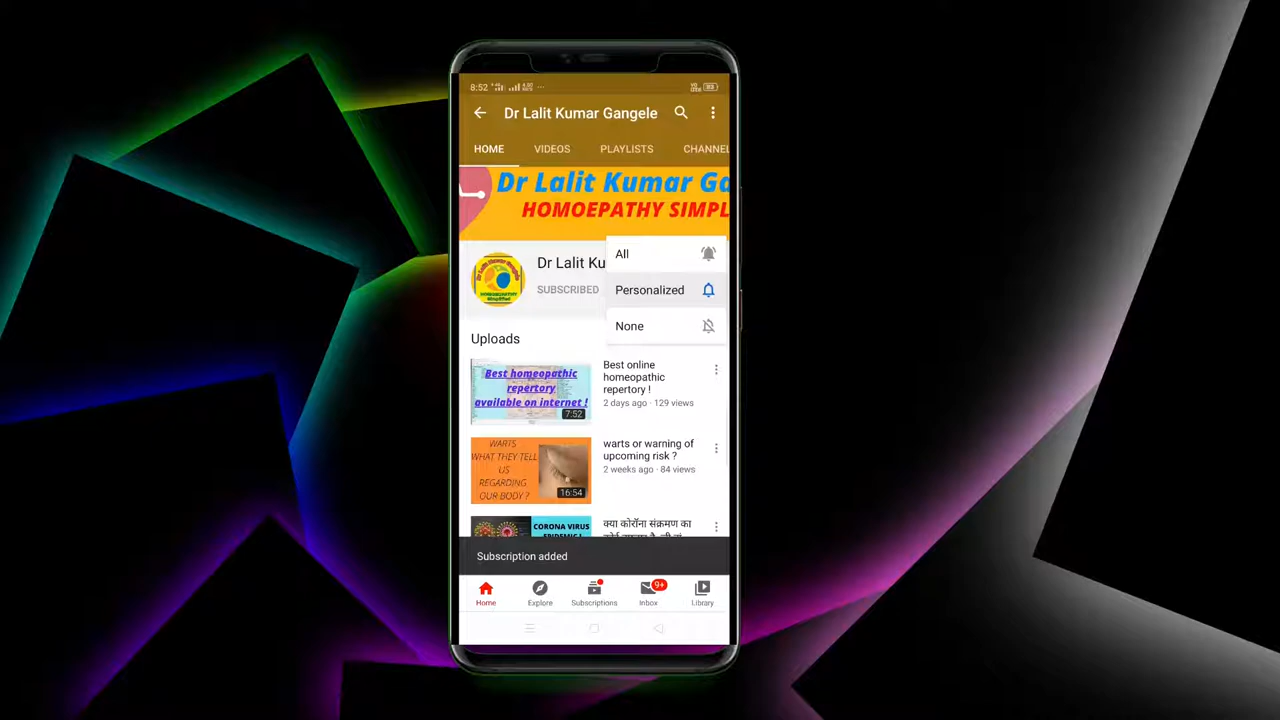 8:52
Dr Lalit Kumar Gangele
HOME VIDEOS PLAYLISTS CHANNEL
Dr Lalit Kumar Ga
HOMOEPATHY SIMPL
Dr Lalit Ku
SUBSCRIBED
All
Personalized
None
Uploads
Best homeopathic
repertory
available on internet !
7:52
Best online
homeopathic
repertory !
2 days ago · 129 views
WARTS
WHAT THEY TELL
US
REGARDING
OUR BODY ?
16:54
warts or warning of
upcoming risk ?
2 weeks ago · 84 views
CORONA VIRUS
क्या कोरोंना संक्रमण का
Subscription added
9+
Home Explore Subscriptions Inbox Library